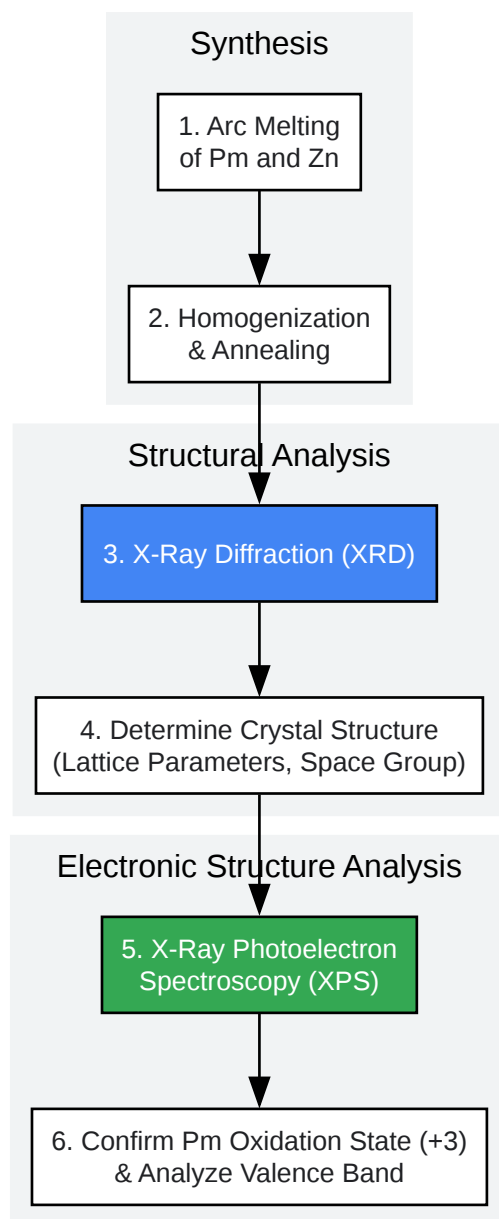 Synthesis
1. Arc Melting
of Pm and Zn
2. Homogenization
& Annealing
Structural Analysis
3. X-Ray Diffraction (XRD)
4. Determine Crystal Structure
(Lattice Parameters, Space Group)
Electronic Structure Analysis
5. X-Ray Photoelectron
Spectroscopy (XPS)
6. Confirm Pm Oxidation State (+3)
& Analyze Valence Band